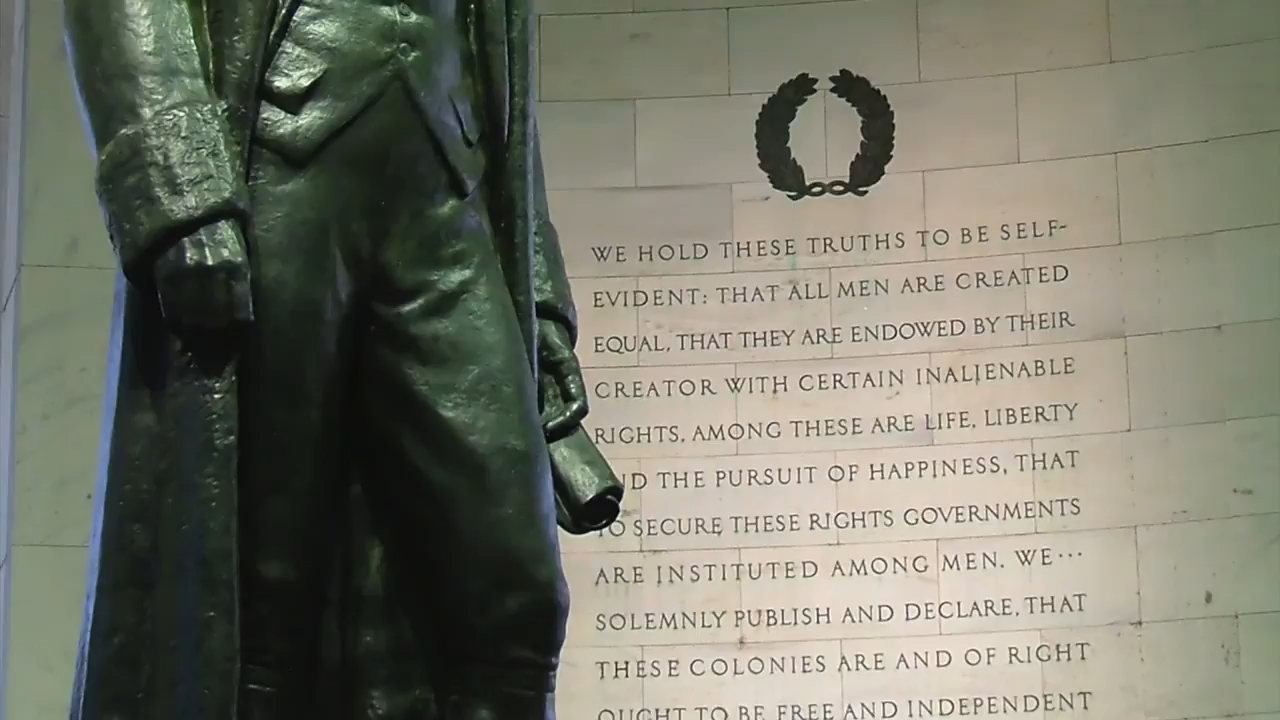 WE HOLD THESE TRUTHS TO BE SELF-
EVIDENT: THAT ALL MEN ARE CREATED
EQUAL, THAT THEY ARE ENDOWED BY THEIR
CREATOR WITH CERTAIN INALIENABLE
RIGHTS, AMONG THESE ARE LIFE, LIBERTY
THE PURSUIT OF HAPPINESS, THAT
TO SECURE THESE RIGHTS GOVERNMENTS
ARE INSTITUTED AMONG MEN. WE···
SOLEMNLY PUBLISH AND DECLARE, THAT
THESE COLONIES ARE AND OF RIGHT
OUGHT TO BE FREE AND INDEPENDENT